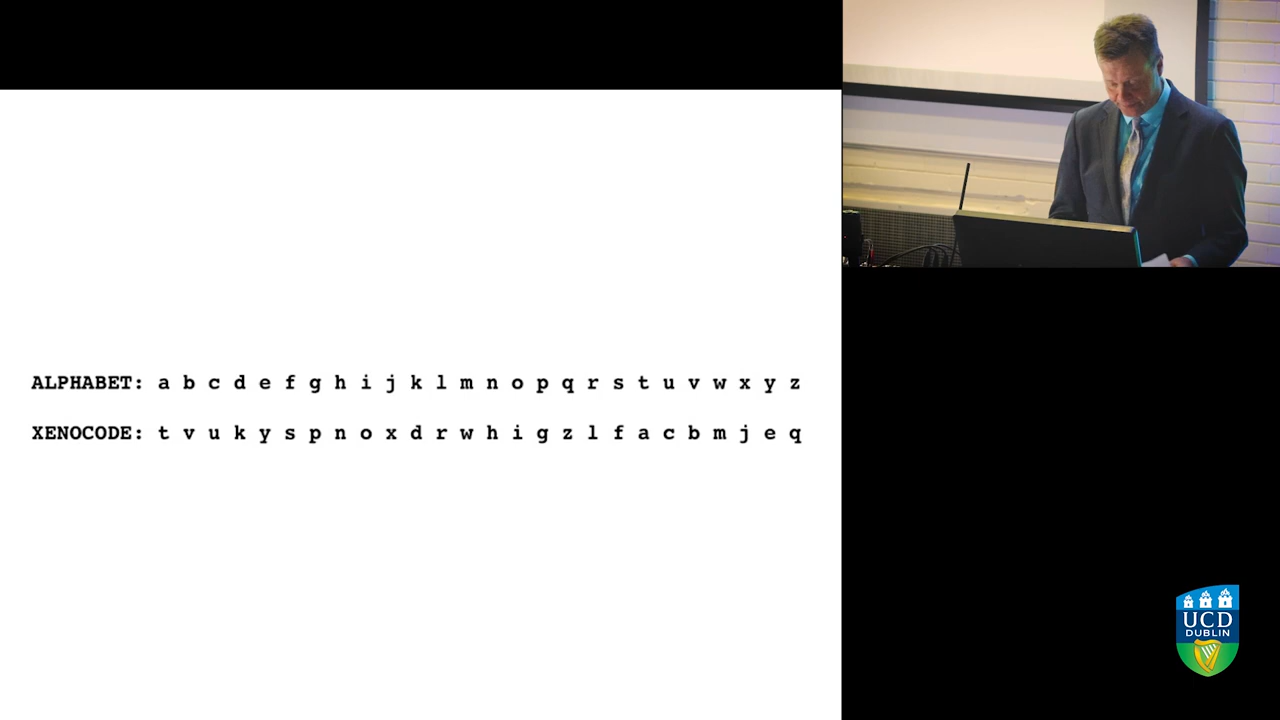 ALPHABET: a b c d e f g h i j k l m n o p q r s t u v w x y z
XENOCODE: t v u k y s p n o x d r w h i g z l f a c b m j e q
UCD
DUBLIN